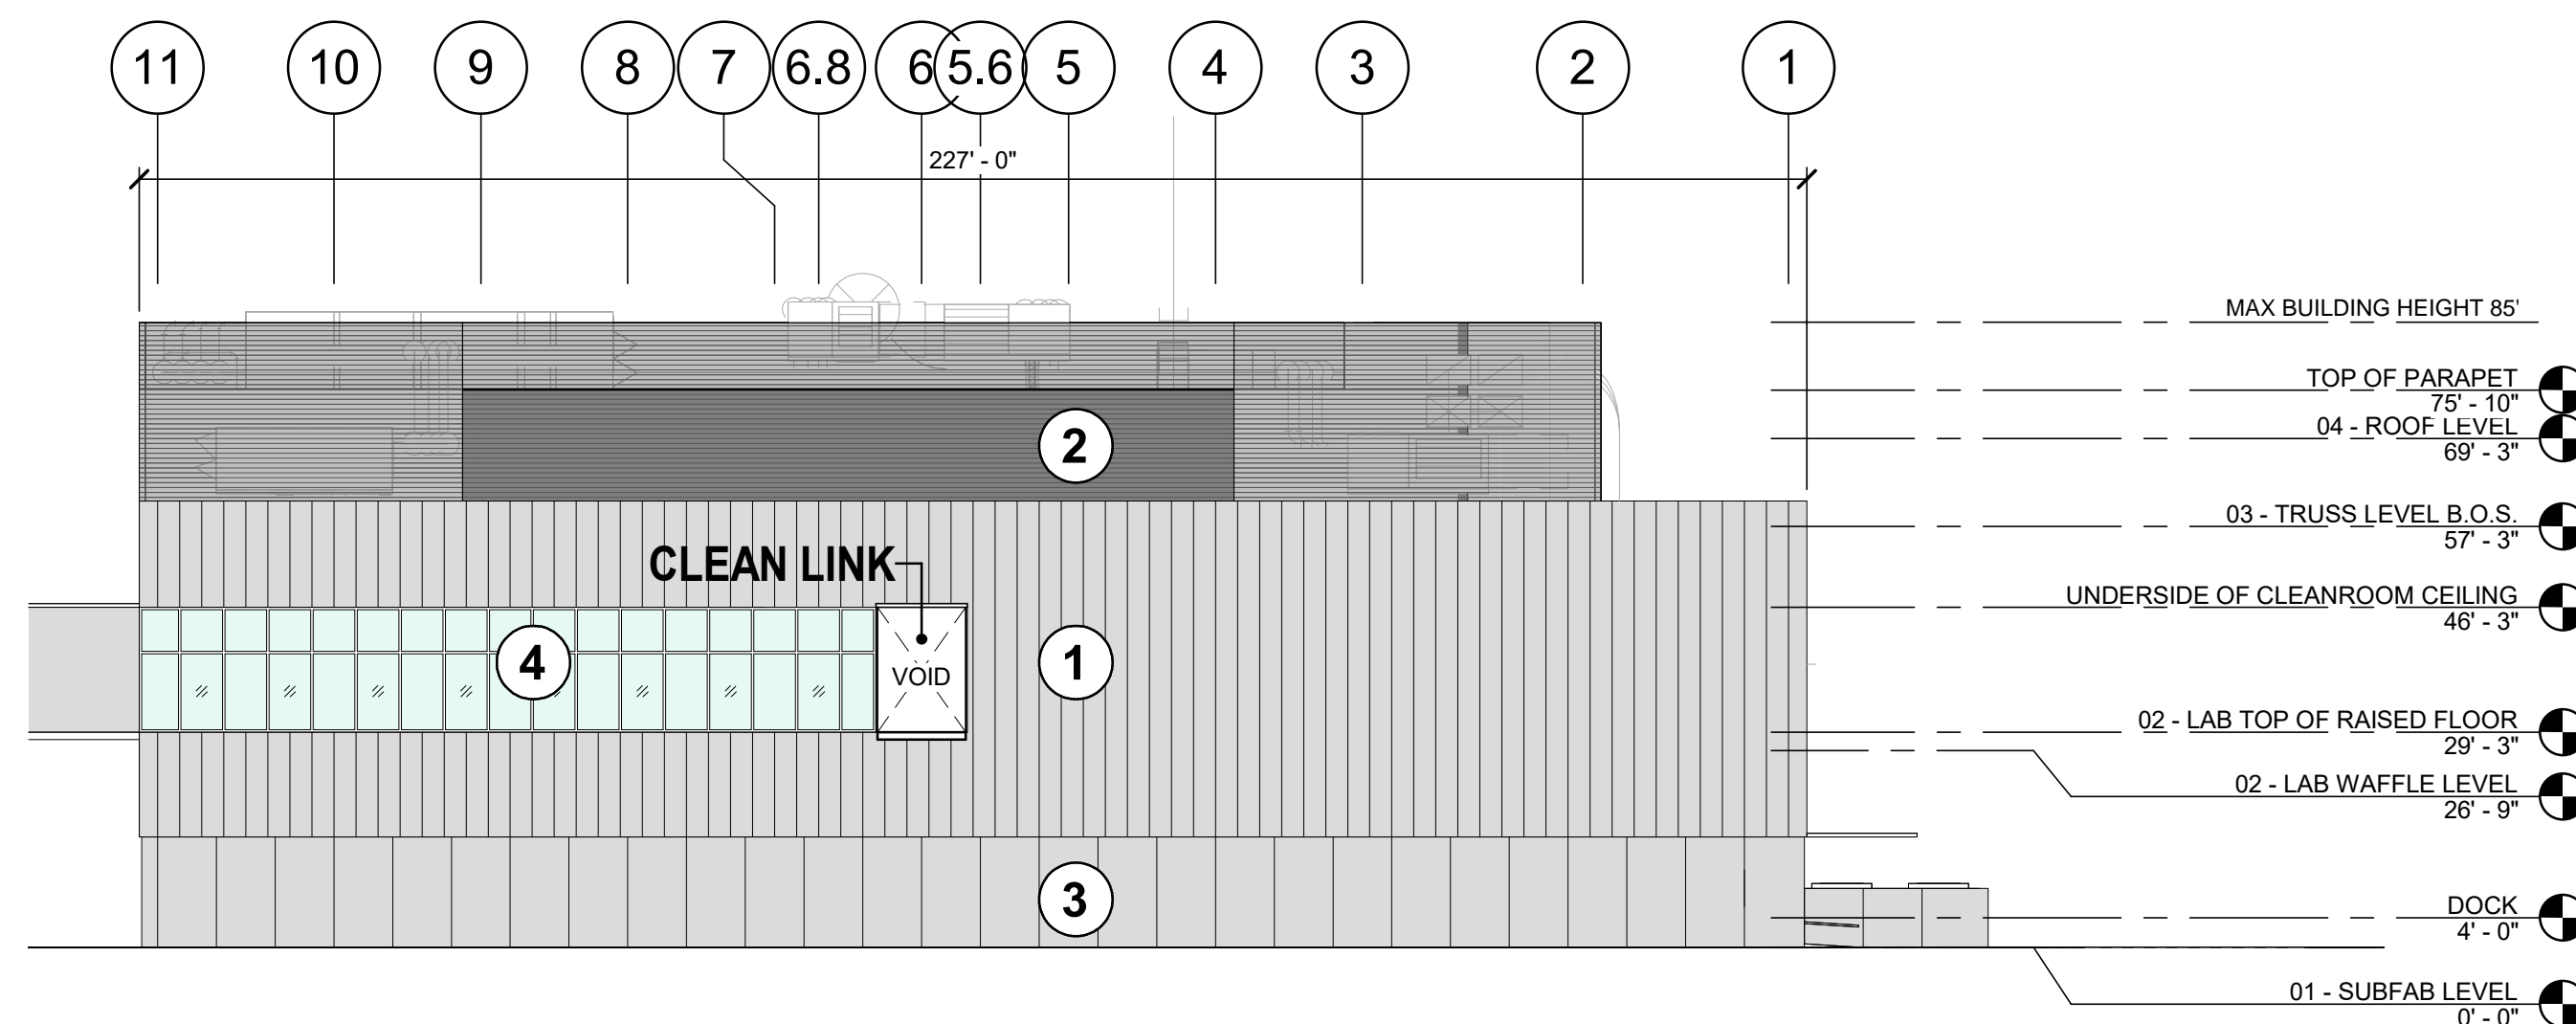 11 10 9 8 7 6.8 6 5.6 5 4 3 2 1
227' - 0"
MAX BUILDING HEIGHT 85'
TOP OF PARAPET
75' - 10"
04 - ROOF LEVEL
69' - 3"
2
03 - TRUSS LEVEL B.O.S.
57' - 3"
CLEAN LINK
UNDERSIDE OF CLEANROOM CEILING
46' - 3"
4
VOID
1
02 - LAB TOP OF RAISED FLOOR
29' - 3"
02 - LAB WAFFLE LEVEL
26' - 9"
3
DOCK
4' - 0"
01 - SUBFAB LEVEL
0' - 0"